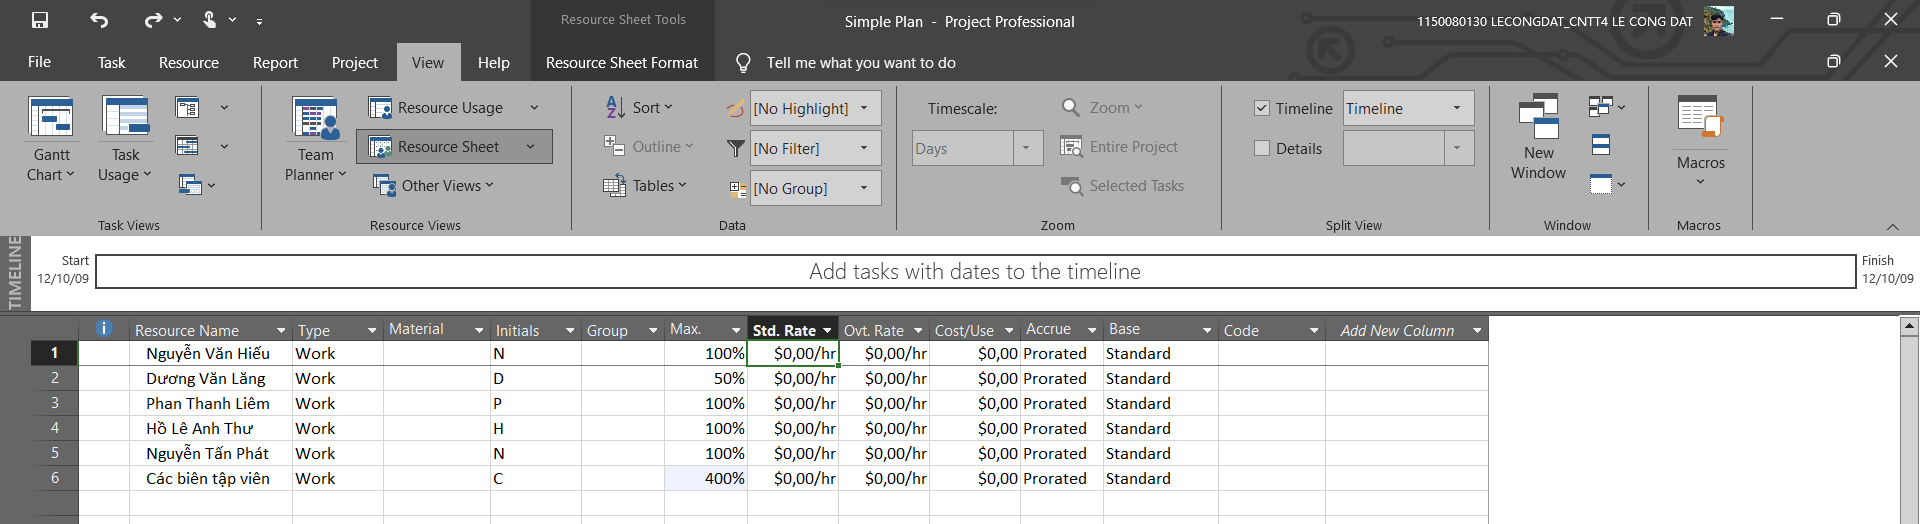 Resource Sheet Tools
Simple Plan - Project Professional
1150080130 LECONGDAT_CNTT4 LE CONG DAT
File Task Resource Report Project View Help Resource Sheet Format Tell me what you want to do
Gantt Chart
Task Usage
Task Views
Team Planner
Resource Usage
Resource Sheet
Other Views
Resource Views
Sort
Outline
Tables
[No Highlight]
[No Filter]
[No Group]
Data
Timescale:
Days
Zoom
Entire Project
Selected Tasks
Zoom
Timeline Timeline
Details
Split View
New Window
Window
Macros
Macros
TIMELINE
Start
12/10/09
Add tasks with dates to the timeline
Finish
12/10/09
Resource Name Type Material Initials Group Max. Std. Rate Ovt. Rate Cost/Use Accrue Base Code Add New Column
1 Nguyễn Văn Hiếu Work N 100% $0,00/hr $0,00/hr $0,00 Prorated Standard
2 Dương Văn Lăng Work D 50% $0,00/hr $0,00/hr $0,00 Prorated Standard
3 Phan Thanh Liêm Work P 100% $0,00/hr $0,00/hr $0,00 Prorated Standard
4 Hồ Lê Anh Thư Work H 100% $0,00/hr $0,00/hr $0,00 Prorated Standard
5 Nguyễn Tấn Phát Work N 100% $0,00/hr $0,00/hr $0,00 Prorated Standard
6 Các biên tập viên Work C 400% $0,00/hr $0,00/hr $0,00 Prorated Standard